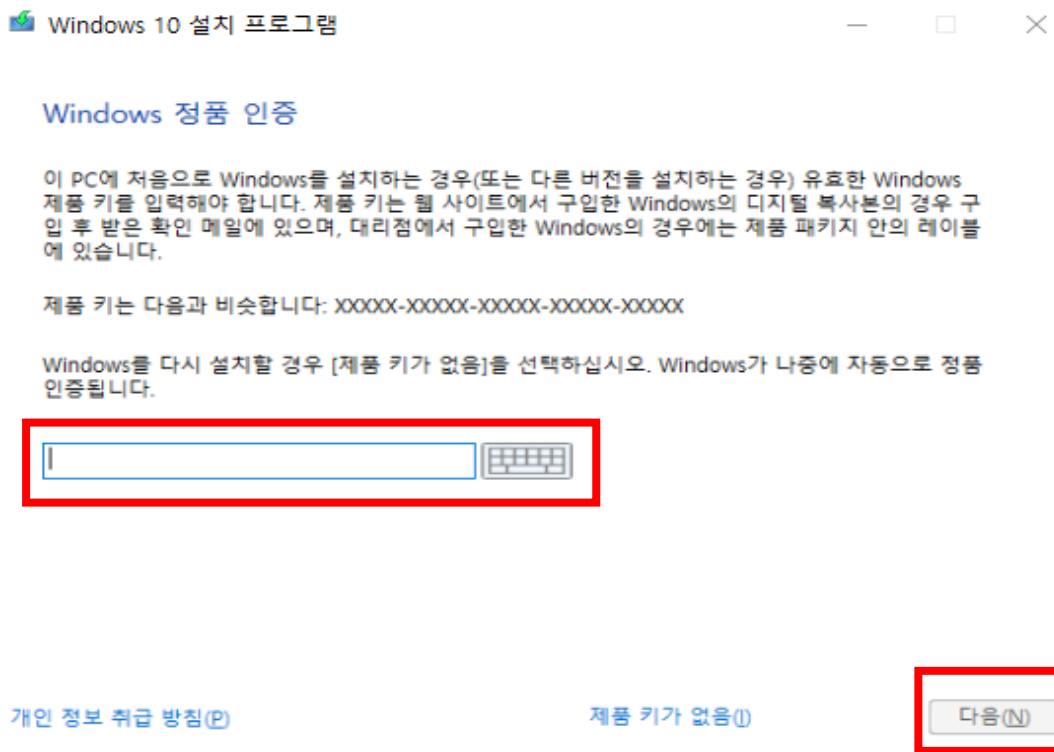 Windows 10 설치 프로그램
Windows 정품 인증
이 PC에 처음으로 Windows를 설치하는 경우(또는 다른 버전을 설치하는 경우) 유효한 Windows
제품 키를 입력해야 합니다. 제품 키는 웹 사이트에서 구입한 Windows의 디지털 복사본의 경우 구
입 후 받은 확인 메일에 있으며, 대리점에서 구입한 Windows의 경우에는 제품 패키지 안의 레이블
에 있습니다.
제품 키는 다음과 비슷합니다: XXXXX-XXXXX-XXXXX-XXXXX-XXXXX
Windows를 다시 설치할 경우 [제품 키가 없음]을 선택하십시오. Windows가 나중에 자동으로 정품
인증됩니다.
개인 정보 취급 방침(P) 제품 키가 없음(I) 다음(N)